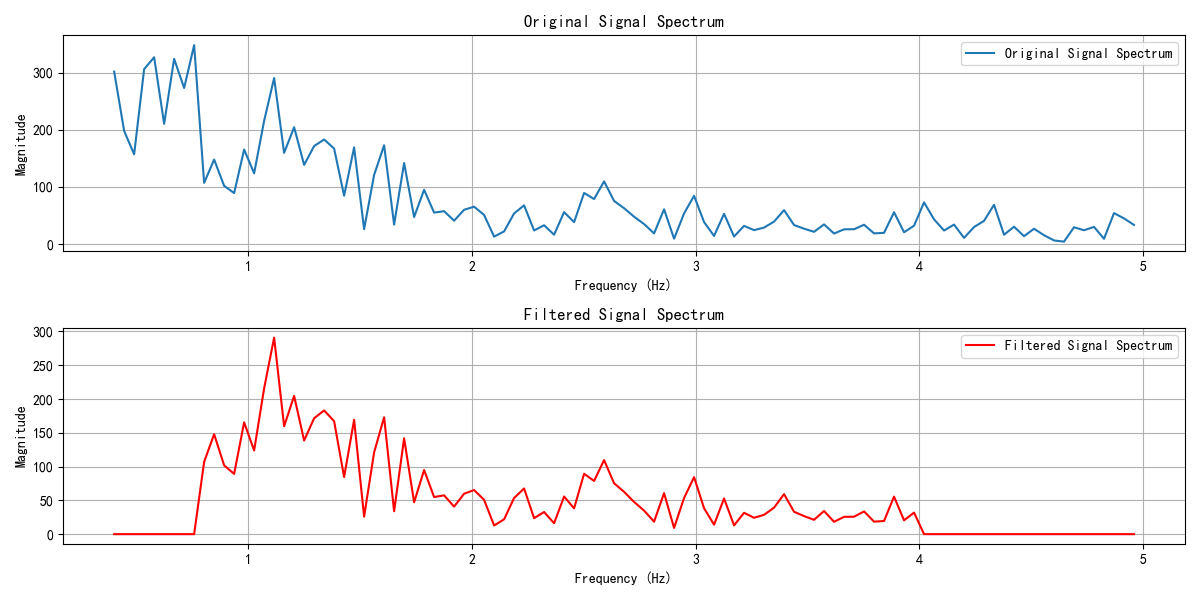 Original Signal Spectrum
Original Signal Spectrum
Magnitude
300
200
100
0
1 2 3 4 5
Frequency (Hz)
Filtered Signal Spectrum
Filtered Signal Spectrum
Magnitude
300
250
200
150
100
50
0
1 2 3 4 5
Frequency (Hz)